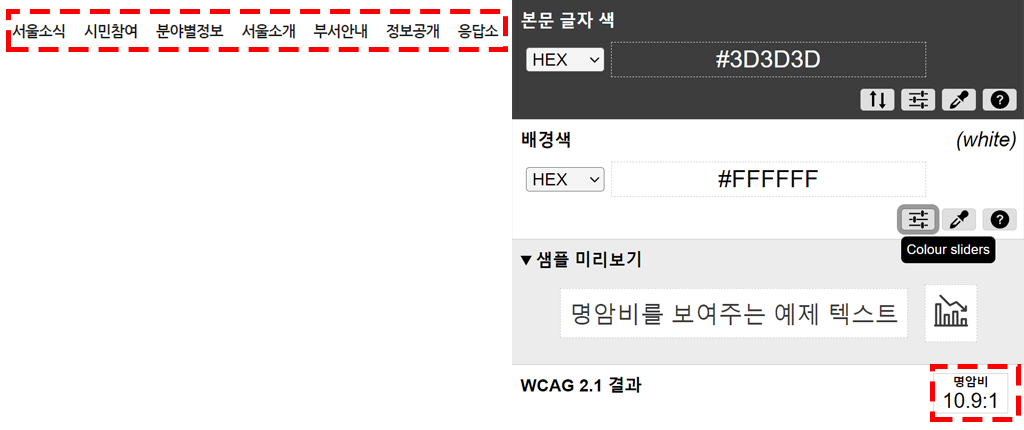 서울소식 시민참여 분야별정보 서울소개 부서안내 정보공개 응답소
본문 글자 색
HEX #3D3D3D
?
배경색 (white)
HEX #FFFFFF
?
Colour sliders
▼ 샘플 미리보기
명암비를 보여주는 예제 텍스트
WCAG 2.1 결과
명암비
10.9:1